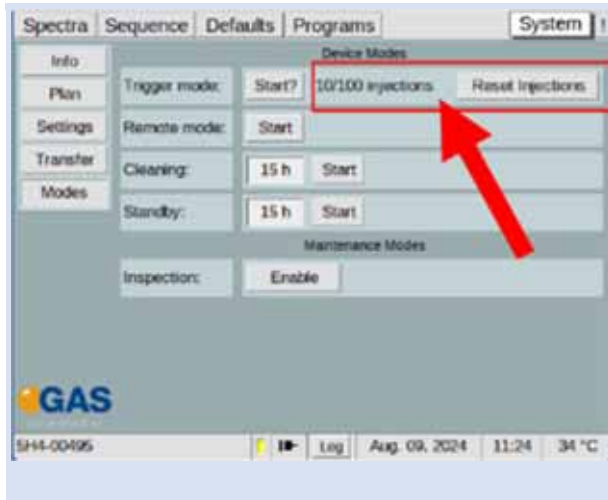 Spectra Sequence Defaults Programs System
Info
Plan
Settings
Transfer
Modes
Device Modes
Trigger mode: Start? 10/100 injections Reset Injections
Remote mode: Start
Cleaning: 15 h Start
Standby: 15 h Start
Maintenance Modes
Inspection: Enable
GAS
5H4-00495 Log Aug. 09, 2024 11:24 34 °C